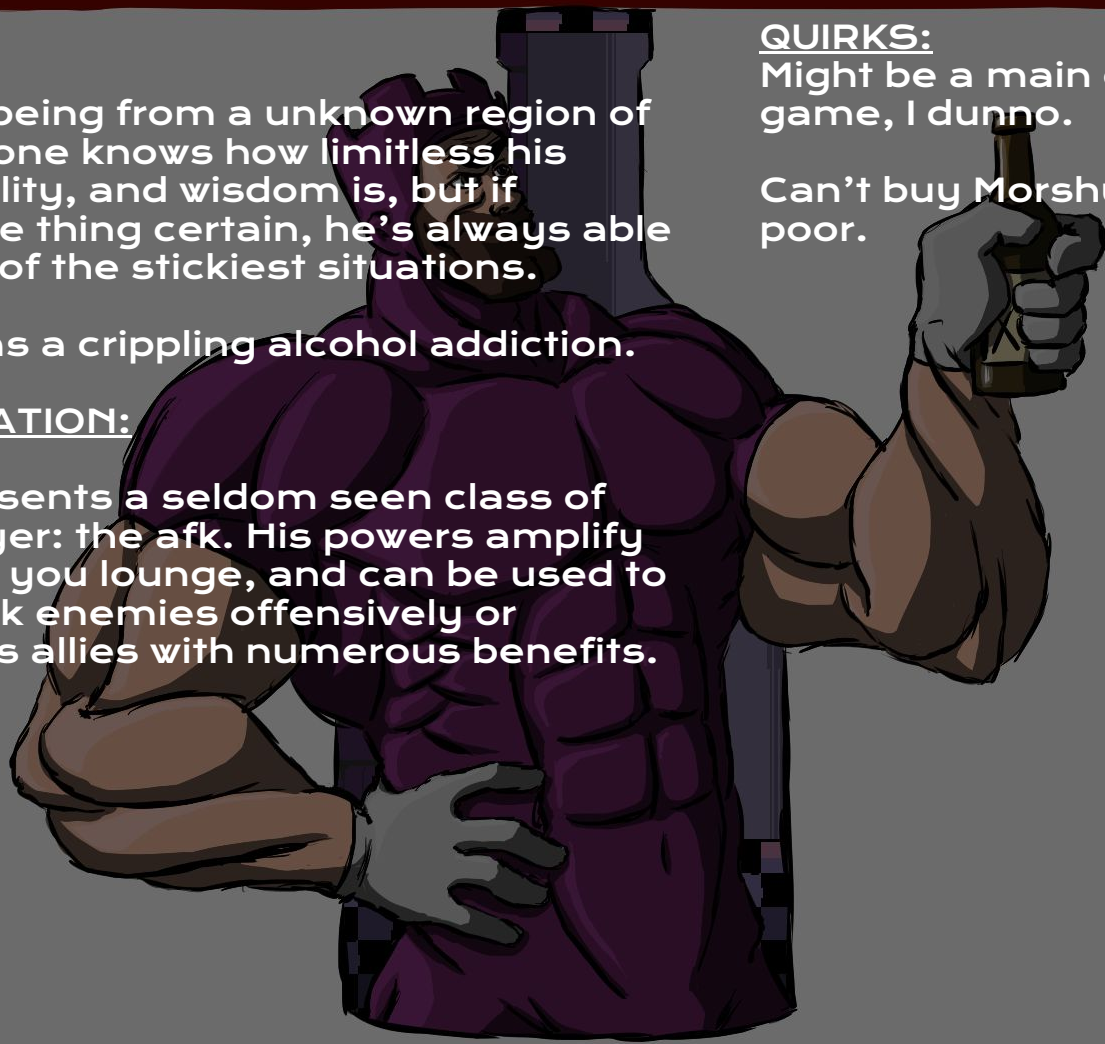 being from a unknown region of
one knows how limitless his
lity, and wisdom is, but if
e thing certain, he's always able
of the stickiest situations.
as a crippling alcohol addiction.
ATION:
sents a seldom seen class of
yer: the afk. His powers amplify
you lounge, and can be used to
k enemies offensively or
s allies with numerous benefits.
QUIRKS:
Might be a main
game, I dunno.
Can't buy Morshu
poor.